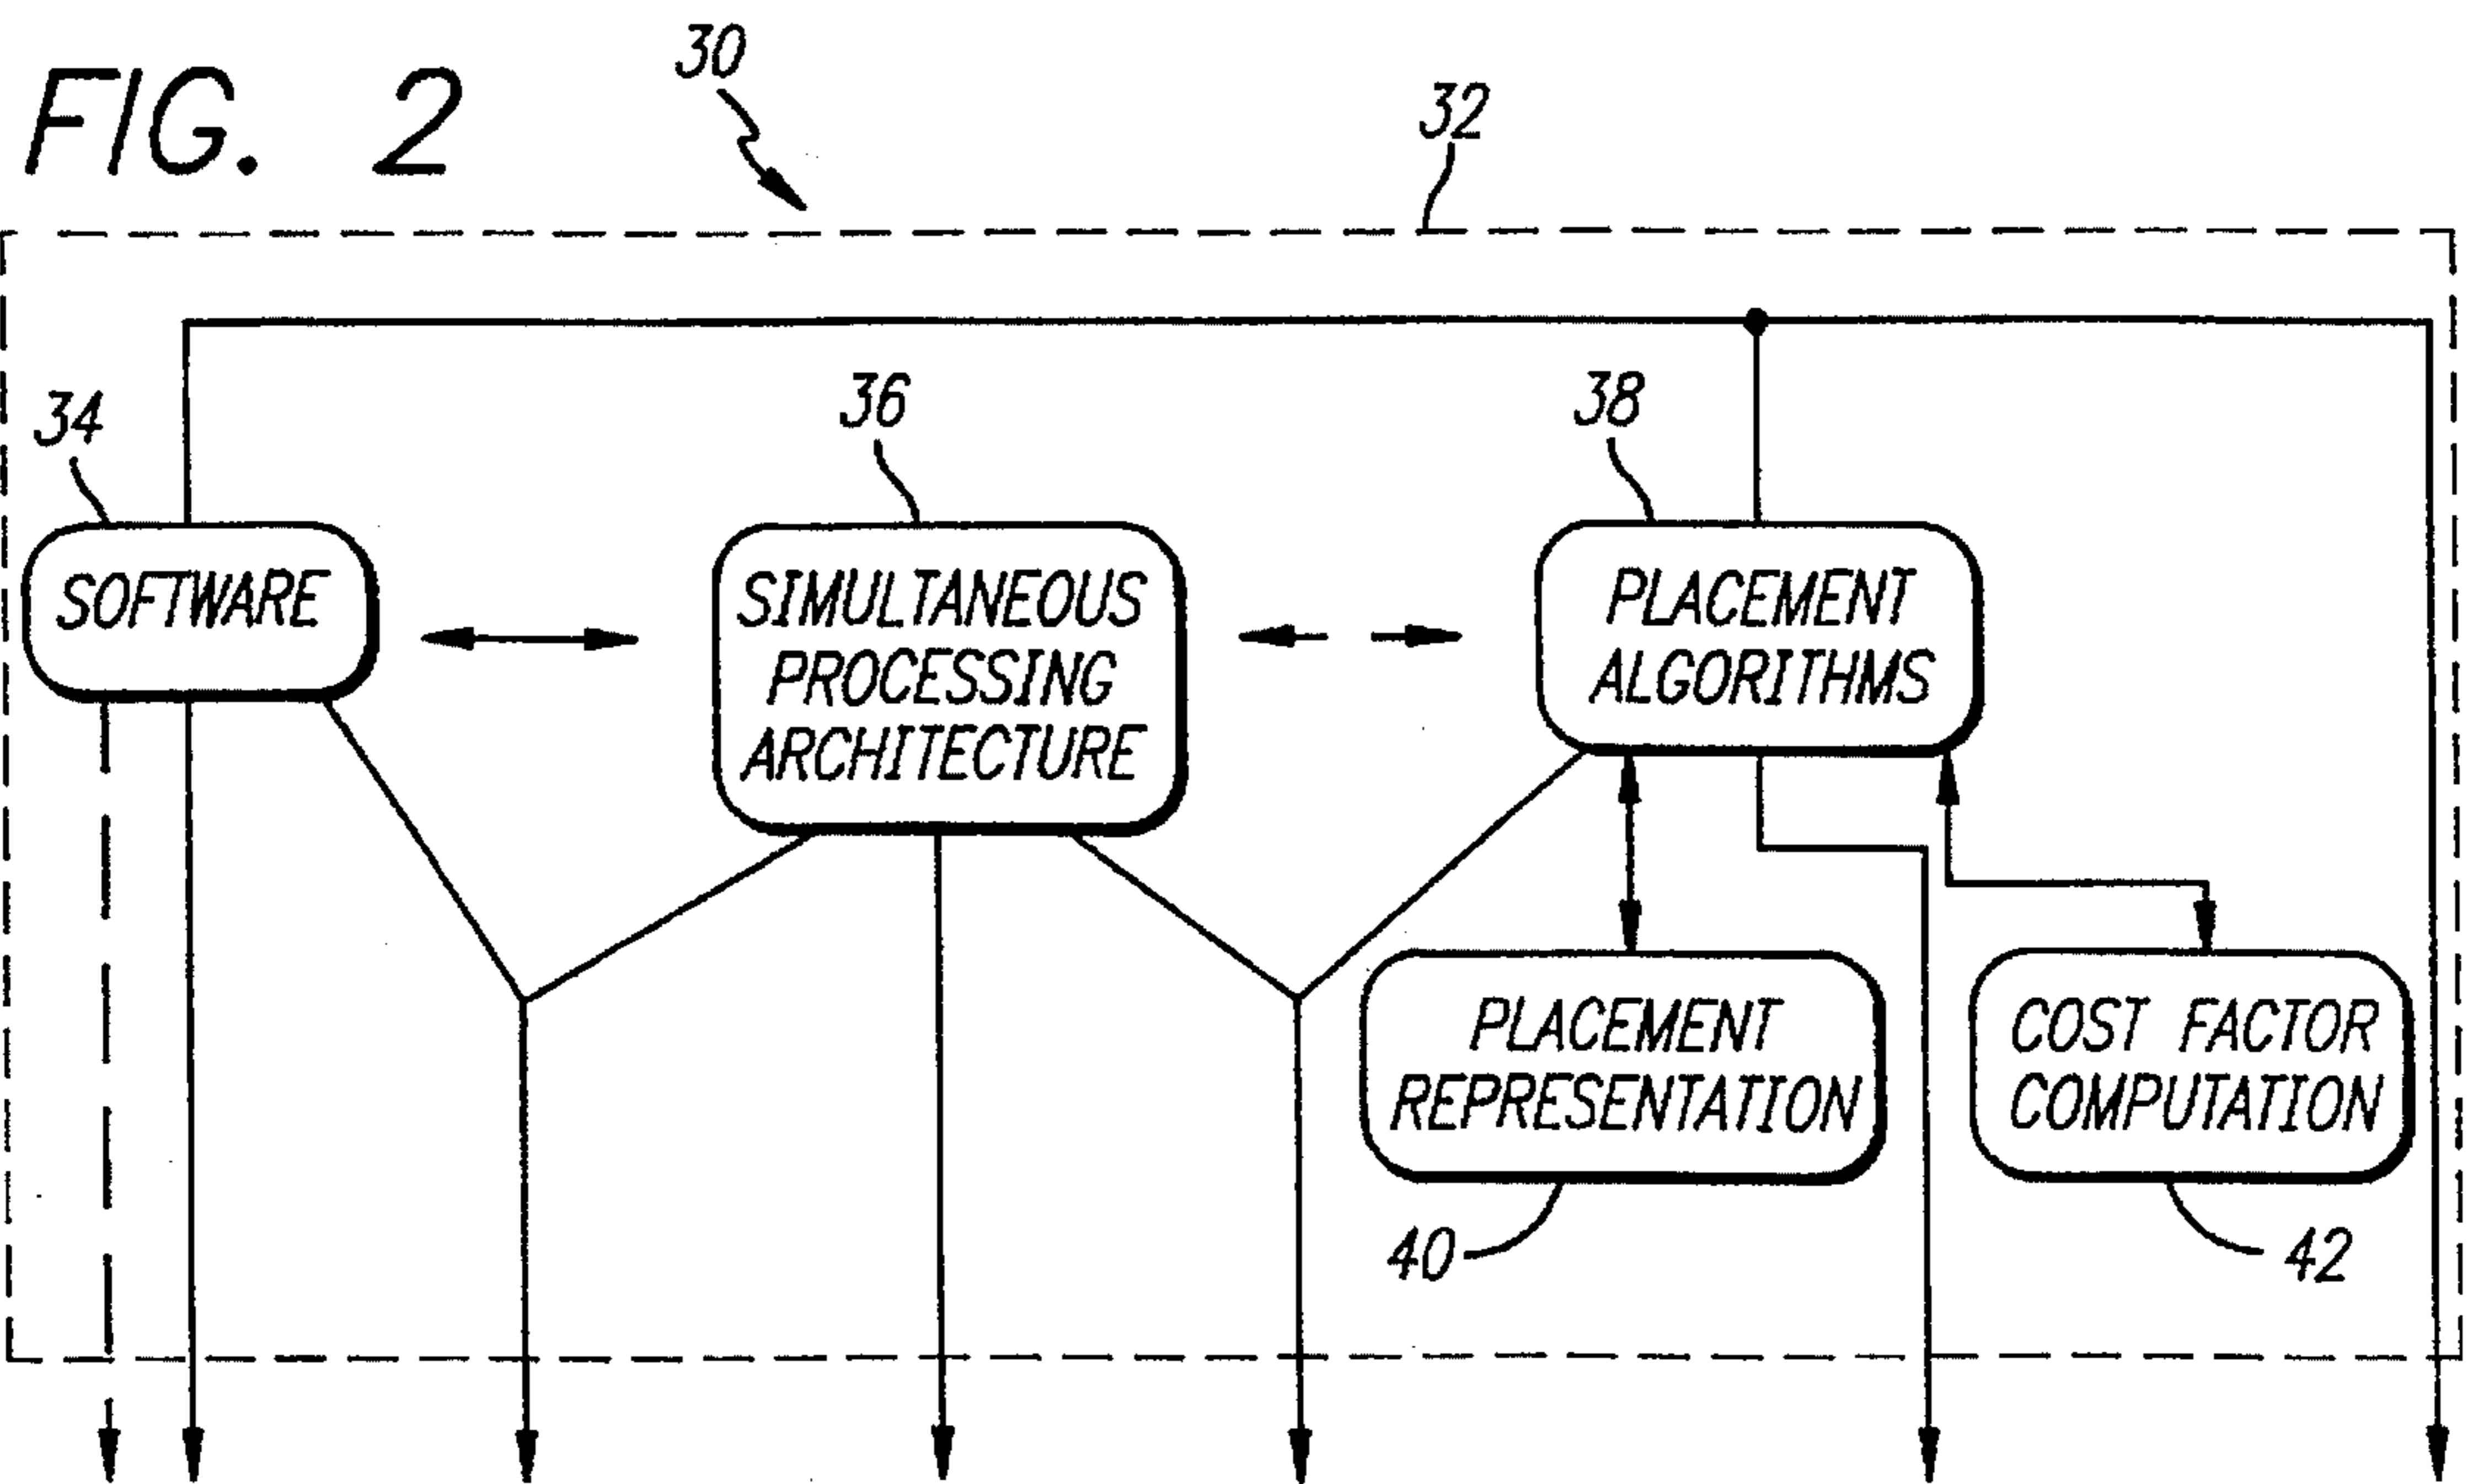 FIG. 2
30
32
34
36
38
SOFTWARE
SIMULTANEOUS
PROCESSING
ARCHITECTURE
PLACEMENT
ALGORITHMS
PLACEMENT
REPRESENTATION
COST FACTOR
COMPUTATION
40
42